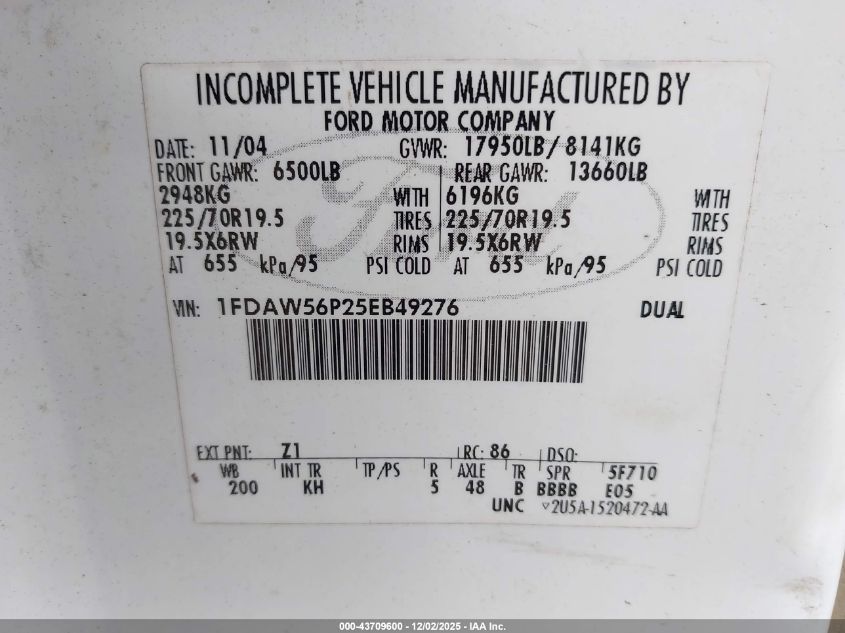 INCOMPLETE VEHICLE MANUFACTURED BY
FORD MOTOR COMPANY
DATE: 11/04 GVWR: 17950LB/ 8141KG
FRONT GAWR: 6500LB REAR GAWR: 13660LB
2948KG WITH 6196KG WITH
225/70R19.5 TIRES 225/70R19.5 TIRES
19.5X6RW RIMS 19.5X6RW RIMS
AT 655 kPa/95 PSI COLD AT 655 kPa/95 PSI COLD
VIN: 1FDAW56P25EB49276 DUAL
EXT PNT: Z1 RC: 86 DSO:
WB INT TR TP/PS R AXLE TR SPR 5F710
200 KH 5 48 B BBBB E05
UNC v2U5A-1520472-AA
Ford
000-43709600 - 12/02/2025 - IAA Inc.